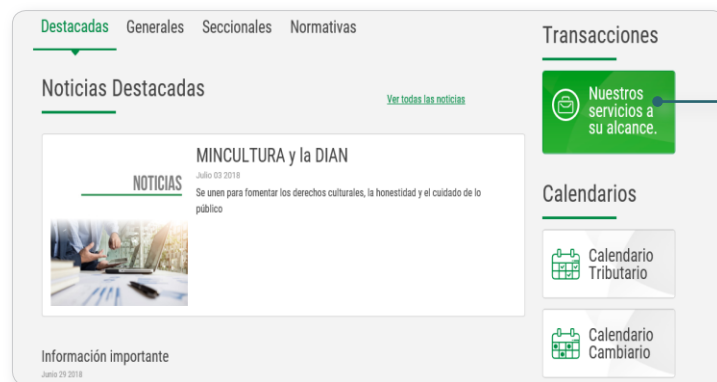 Destacadas Generales Seccionales Normativas
Noticias Destacadas
Ver todas las noticias
NOTICIAS
MINCULTURA y la DIAN
Julio 03 2018
Se unen para fomentar los derechos culturales, la honestidad y el cuidado de lo
público
Información importante
Junio 29 2018
Transacciones
Nuestros
servicios a
su alcance.
Calendarios
Calendario
Tributario
Calendario
Cambiario